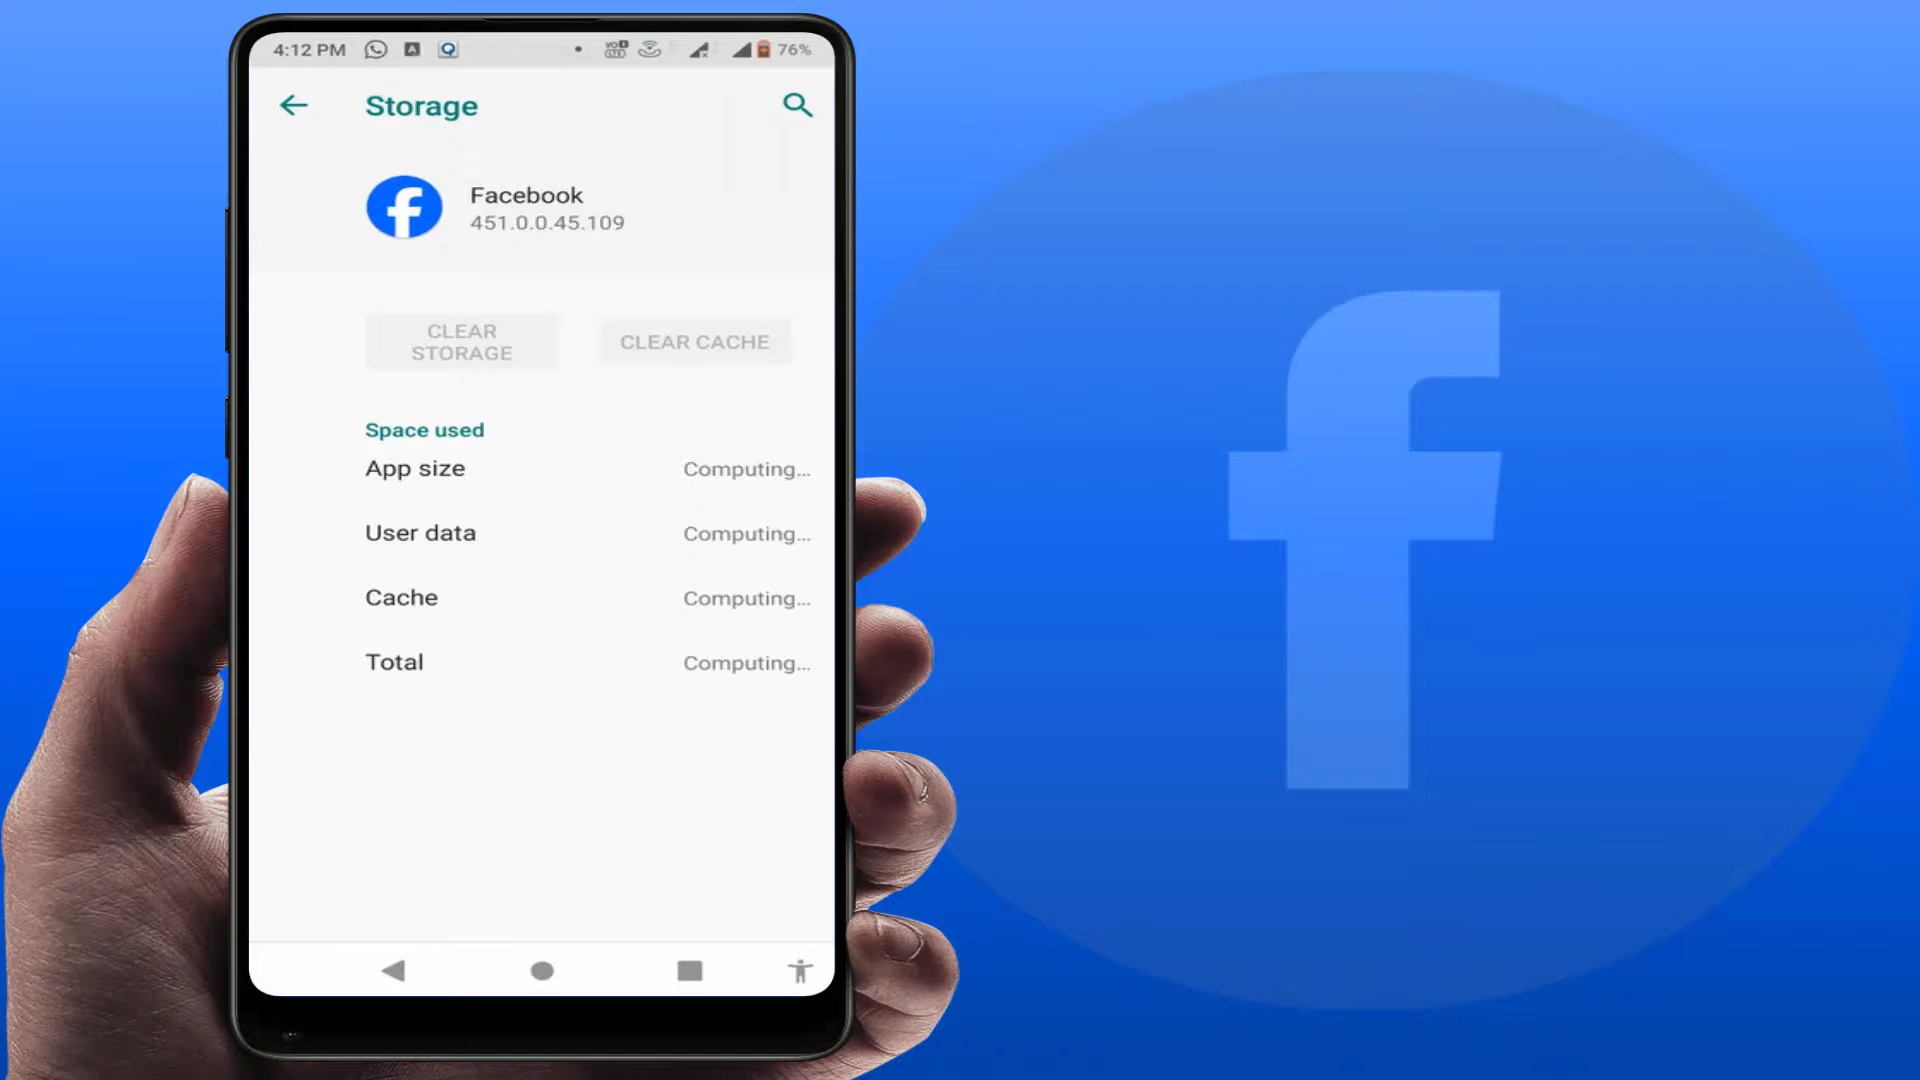 4:12 PM
76%
Storage
Facebook
451.0.0.45.109
CLEAR
STORAGE
CLEAR CACHE
Space used
App size Computing...
User data Computing...
Cache Computing...
Total Computing...